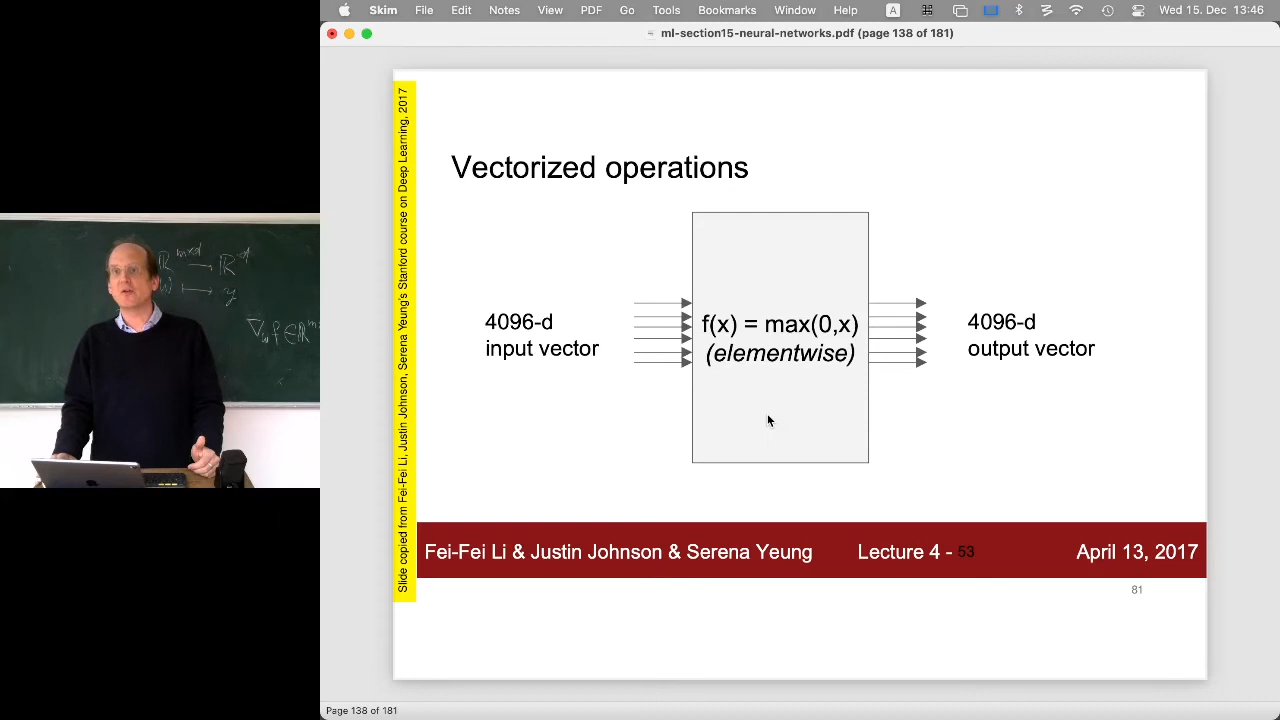 Skim File Edit Notes View PDF Go Tools Bookmarks Window Help A Wed 15. Dec 13:46
ml-section15-neural-networks.pdf (page 138 of 181)
Slide copied from Fei-Fei Li, Justin Johnson, Serena Yeung's Stanford course on Deep Learning, 2017
Vectorized operations
4096-d
input vector
f(x) = max(0,x)
(elementwise)
4096-d
output vector
Fei-Fei Li & Justin Johnson & Serena Yeung Lecture 4 - 53 April 13, 2017
81
Page 138 of 181